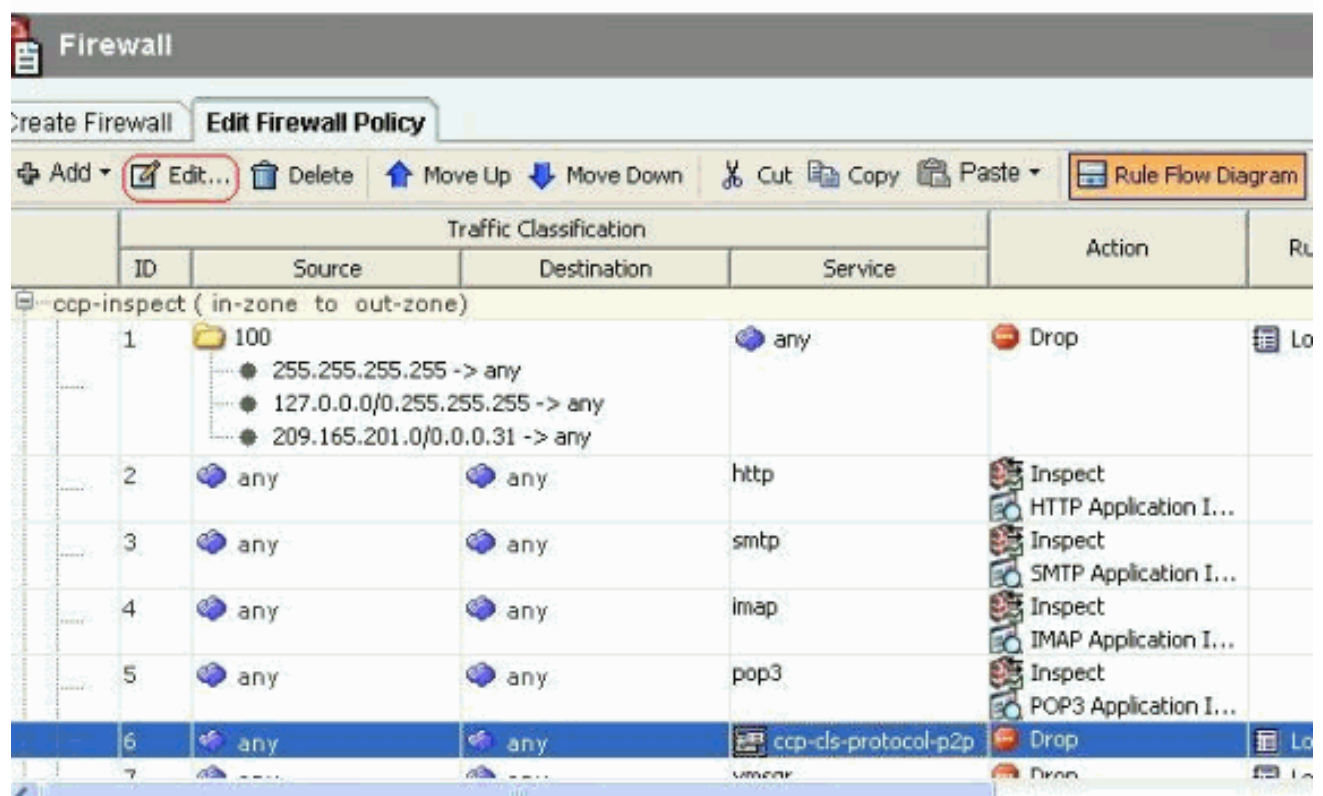 Firewall
Create Firewall Edit Firewall Policy
Add Edit... Delete Move Up Move Down Cut Copy Paste Rule Flow Diagram
Traffic Classification Action
ID Source Destination Service
ccp-inspect ( in-zone to out-zone)
1 100 any Drop Lo
255.255.255.255 -> any
127.0.0.0/0.255.255.255 -> any
209.165.201.0/0.0.0.31 -> any
2 any any http Inspect
HTTP Application I...
3 any any smtp Inspect
SMTP Application I...
4 any any imap Inspect
IMAP Application I...
5 any any pop3 Inspect
POP3 Application I...
6 any any ccp-cls-protocol-p2p Drop Lo